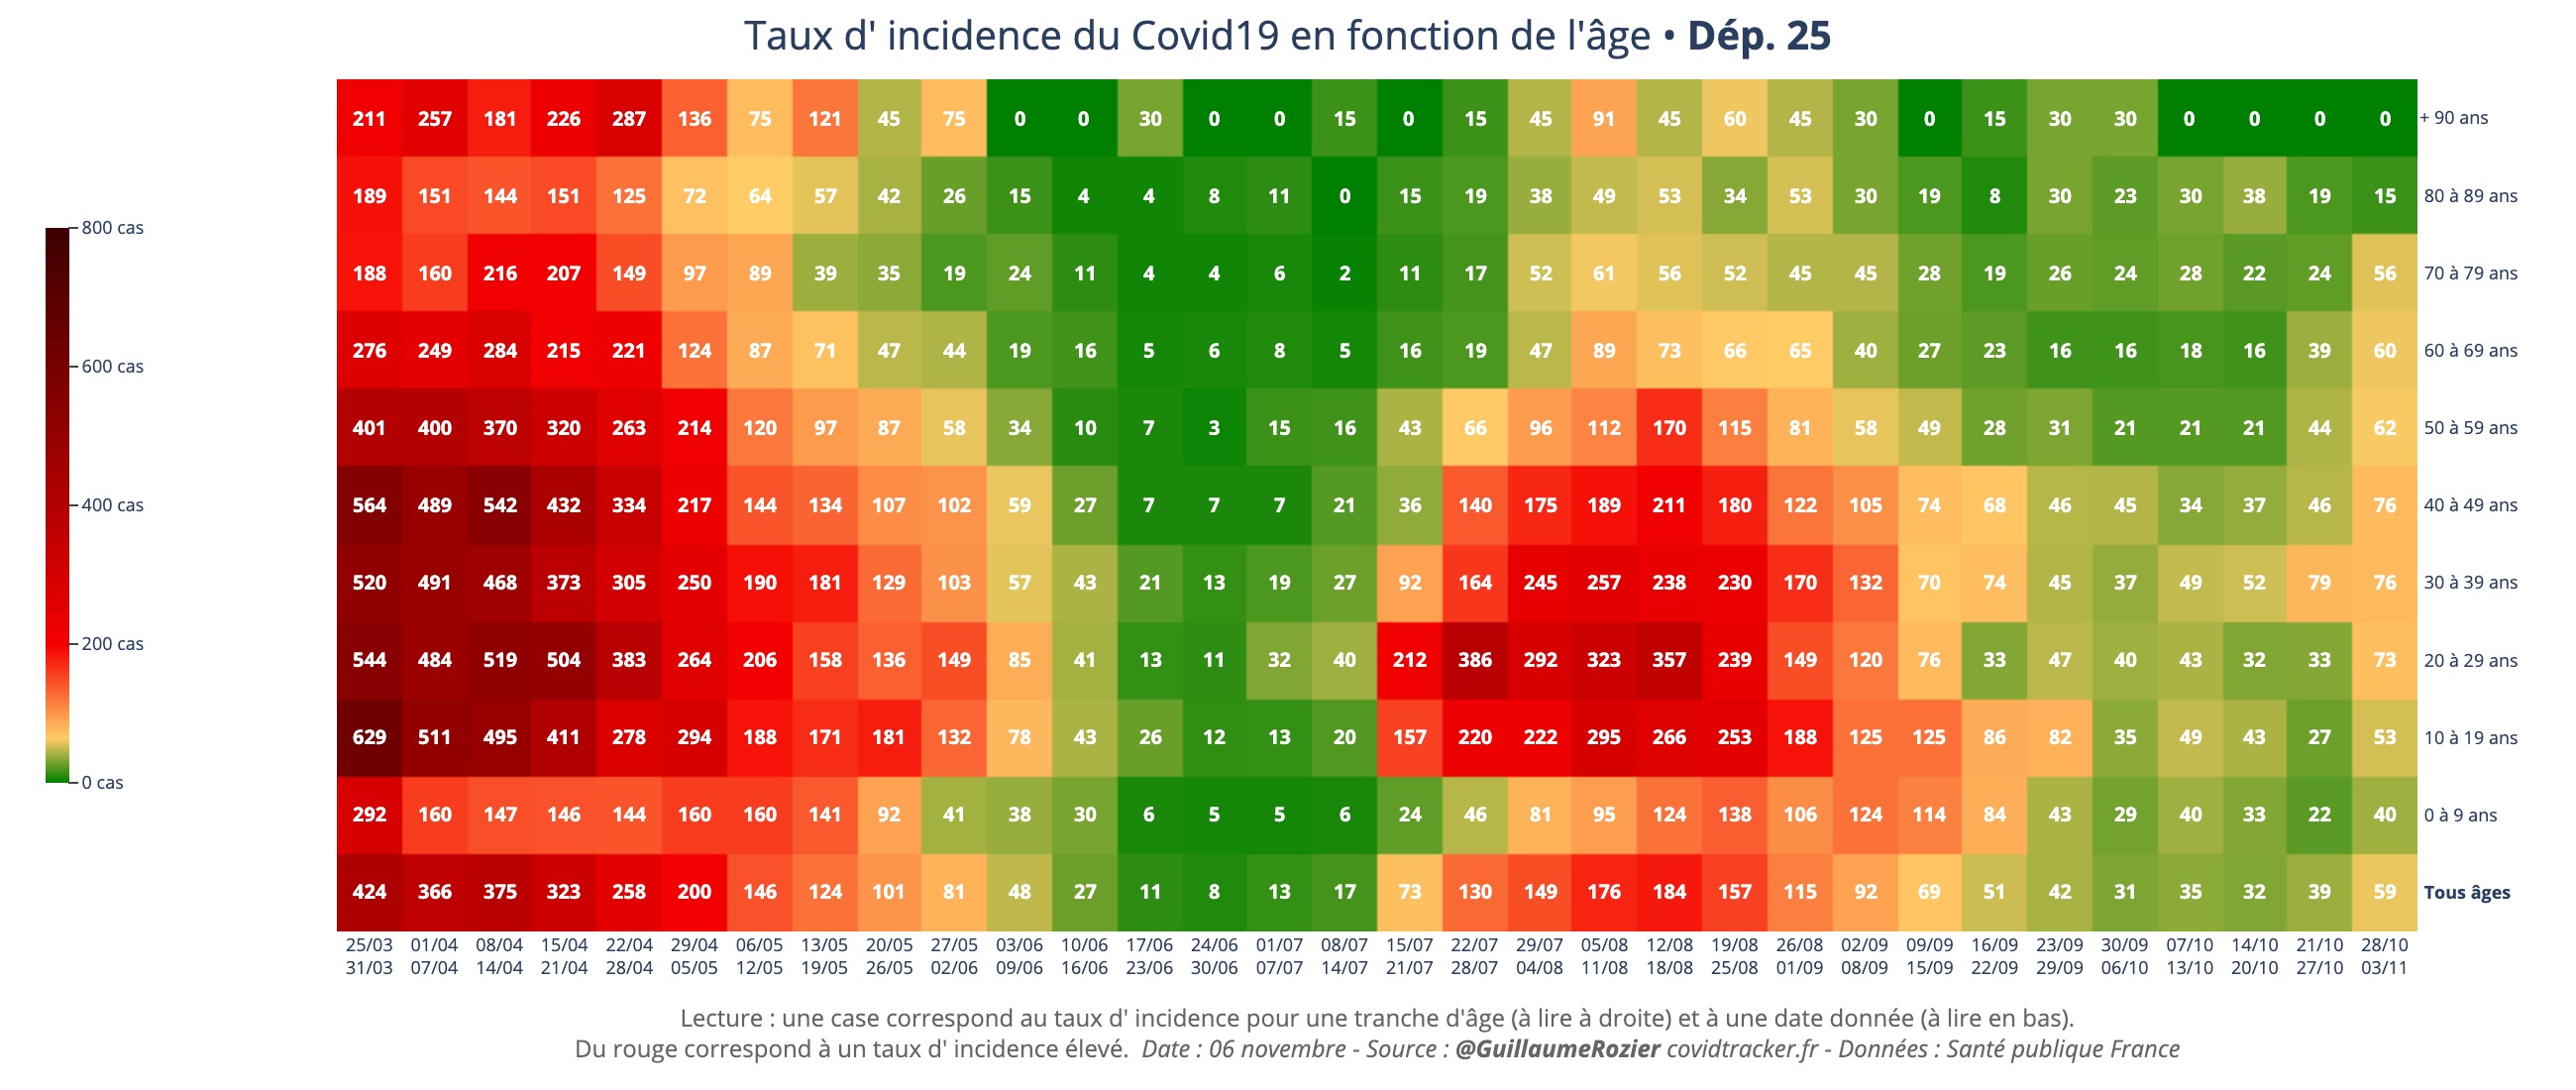 Taux d' incidence du Covid19 en fonction de l'âge • Dép. 25
211 257 181 226 287 136 75 121 45 75 0 0 30 0 0 15 0 15 45 91 45 60 45 30 0 15 30 30 0 0 0 0 + 90 ans
189 151 144 151 125 72 64 57 42 26 15 4 4 8 11 0 15 19 38 49 53 34 53 30 19 8 30 23 30 38 19 15 80 à 89 ans
800 cas
188 160 216 207 149 97 89 39 35 19 24 11 4 4 6 2 11 17 52 61 56 52 45 45 28 19 26 24 28 22 24 56 70 à 79 ans
276 249 284 215 221 124 87 71 47 44 19 16 5 6 8 5 16 19 47 89 73 66 65 40 27 23 16 16 18 16 39 60 60 à 69 ans
600 cas
401 400 370 320 263 214 120 97 87 58 34 10 7 3 15 16 43 66 96 112 170 115 81 58 49 28 31 21 21 21 44 62 50 à 59 ans
400 cas
564 489 542 432 334 217 144 134 107 102 59 27 7 7 7 21 36 140 175 189 211 180 122 105 74 68 46 45 34 37 46 76 40 à 49 ans
520 491 468 373 305 250 190 181 129 103 57 43 21 13 19 27 92 164 245 257 238 230 170 132 70 74 45 37 49 52 79 76 30 à 39 ans
200 cas
544 484 519 504 383 264 206 158 136 149 85 41 13 11 32 40 212 386 292 323 357 239 149 120 76 33 47 40 43 32 33 73 20 à 29 ans
629 511 495 411 278 294 188 171 181 132 78 43 26 12 13 20 157 220 222 295 266 253 188 125 125 86 82 35 49 43 27 53 10 à 19 ans
0 cas
292 160 147 146 144 160 160 141 92 41 38 30 6 5 5 6 24 46 81 95 124 138 106 124 114 84 43 29 40 33 22 40 0 à 9 ans
424 366 375 323 258 200 146 124 101 81 48 27 11 8 13 17 73 130 149 176 184 157 115 92 69 51 42 31 35 32 39 59 Tous âges
25/03 01/04 08/04 15/04 22/04 29/04 06/05 13/05 20/05 27/05 03/06 10/06 17/06 24/06 01/07 08/07 15/07 22/07 29/07 05/08 12/08 19/08 26/08 02/09 09/09 16/09 23/09 30/09 07/10 14/10 21/10 28/10
31/03 07/04 14/04 21/04 28/04 05/05 12/05 19/05 26/05 02/06 09/06 16/06 23/06 30/06 07/07 14/07 21/07 28/07 04/08 11/08 18/08 25/08 01/09 08/09 15/09 22/09 29/09 06/10 13/10 20/10 27/10 03/11
Lecture : une case correspond au taux d' incidence pour une tranche d'âge (à lire à droite) et à une date donnée (à lire en bas).
Du rouge correspond à un taux d' incidence élevé. Date : 06 novembre - Source : @GuillaumeRozier covidtracker.fr - Données : Santé publique France